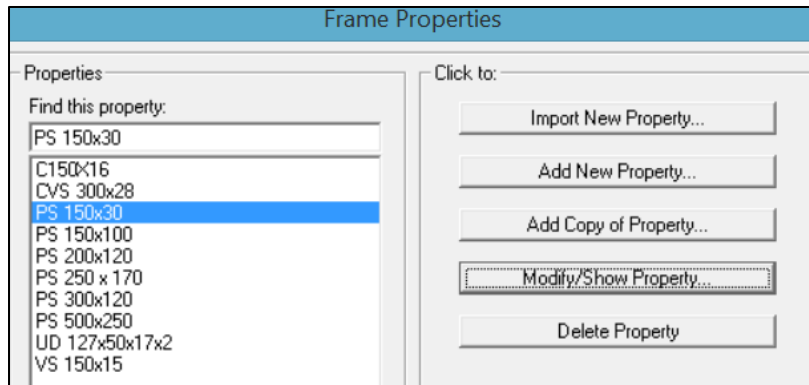 Frame Properties
Properties
Find this property:
PS 150x30
C150X16
CVS 300x28
PS 150x30
PS 150x100
PS 200x120
PS 250 x 170
PS 300x120
PS 500x250
UD 127x50x17x2
VS 150x15
Click to:
Import New Property...
Add New Property...
Add Copy of Property...
Modify/Show Property...
Delete Property